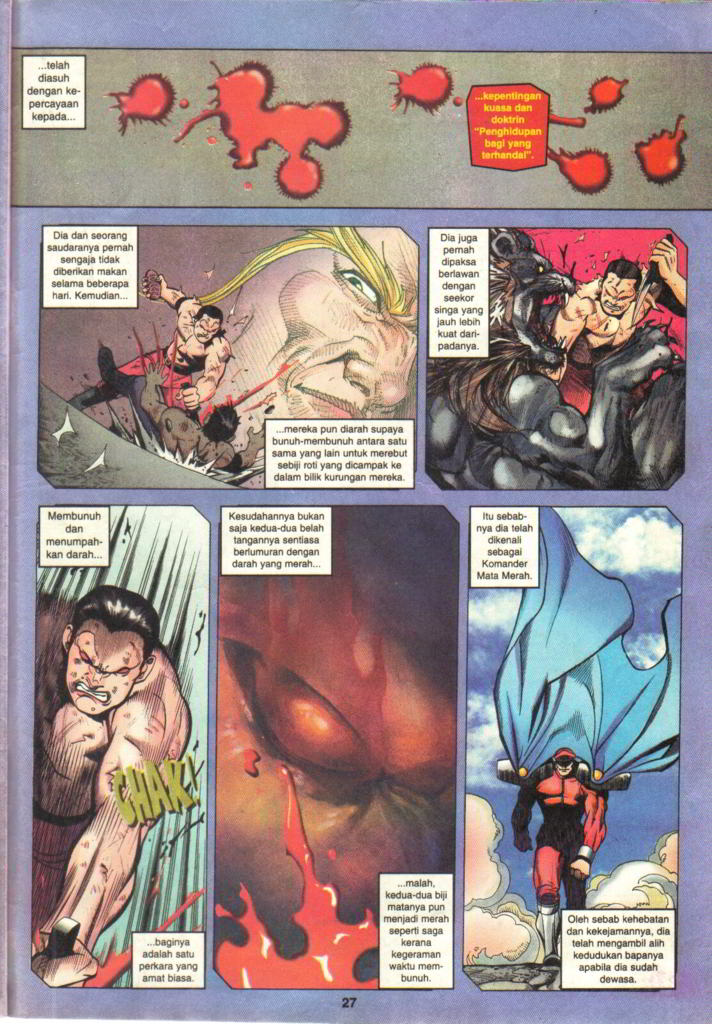 ...telah
diasuh
dengan ke-
percayaan
kepada...
...kepentingan
kuasa dan
doktrin
"Penghidupan
bagi yang
terhandal".
Dia dan seorang
saudaranya pernah
sengaja tidak
diberikan makan
selama beberapa
hari. Kemudian...
...mereka pun diarah supaya
bunuh-membunuh antara satu
sama yang lain untuk merebut
sebiji roti yang dicampak ke
dalam bilik kurungan mereka.
Dia juga
pernah
dipaksa
berlawan
dengan
seekor
singa yang
jauh lebih
kuat dari-
padanya.
Membunuh
dan
menumpah-
kan darah...
CHAK!
...baginya
adalah satu
perkara yang
amat biasa.
Kesudahannya bukan
saja kedua-dua belah
tangannya sentiasa
berlumuran dengan
darah yang merah...
...malah,
kedua-dua biji
matanya pun
menjadi merah
seperti saga
kerana
kegeraman
waktu mem-
bunuh.
Itu sebab-
nya dia telah
dikenali
sebagai
Komander
Mata Merah.
Oleh sebab kehebatan
dan kekejamannya, dia
telah mengambil alih
kedudukan bapanya
apabila dia sudah
dewasa.
27